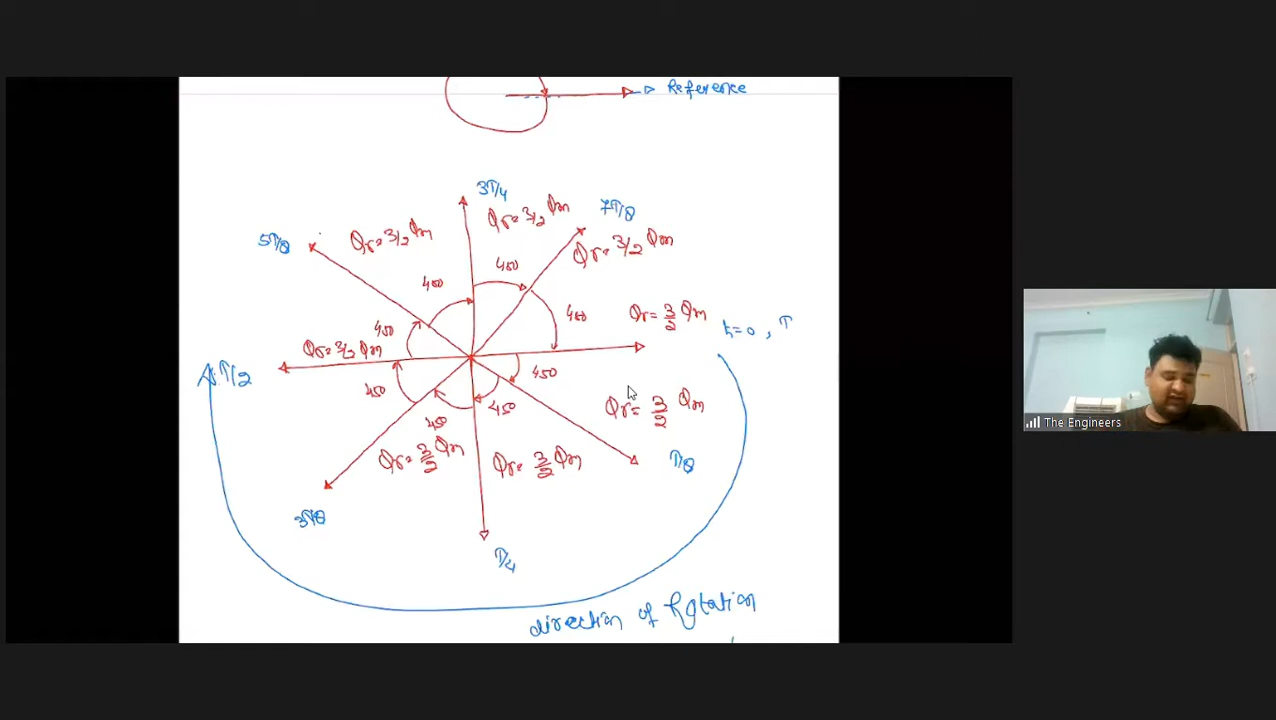 Reference
3π/4
7π/8
5π/8
Φr = 3/2 Φm
Φr = 3/2 Φm
Φr = 3/2 Φm
450
450
450
450
Φr = 3/2 Φm
t=0, T
Φr = 3/2 Φm
T/2
450
450
450
450
Φr = 3/2 Φm
Φr = 3/2 Φm
Φr = 3/2 Φm
T/8
3T/8
T/4
direction of Rotation
The Engineers